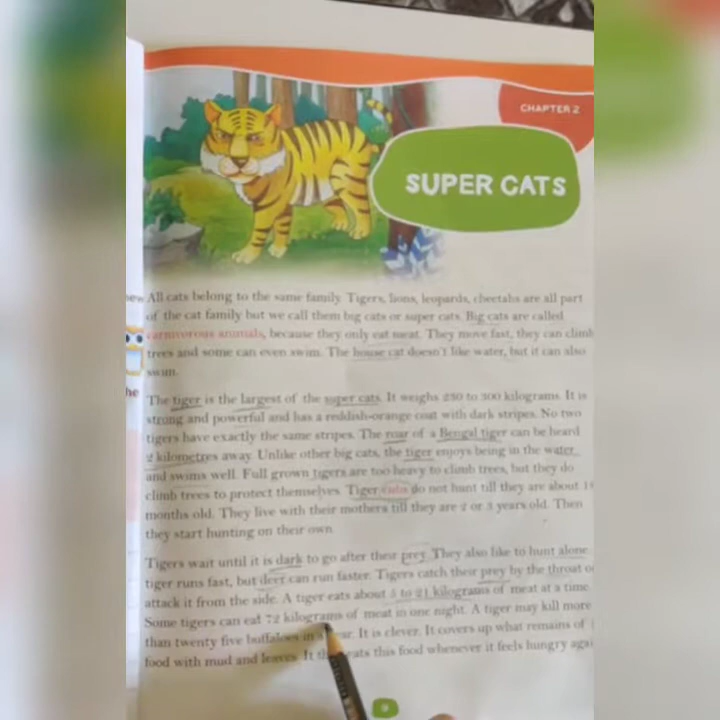 CHAPTER 2
SUPER CATS
All cats belong to the same family. Tigers, lions, leopards, cheetahs are all part
of the cat family but we call them big cats or super cats. Big cats are called
carnivorous animals, because they only eat meat. They move fast, they can climb
trees and some can even swim. The house cat doesn't like water, but it can also
swim.
The tiger is the largest of the super cats. It weighs 230 to 300 kilograms. It is
strong and powerful and has a reddish-orange coat with dark stripes. No two
tigers have exactly the same stripes. The roar of a Bengal tiger can be heard
2 kilometres away. Unlike other big cats, the tiger enjoys being in the water
and swims well. Full grown tigers are too heavy to climb trees, but they do
climb trees to protect themselves. Tiger cubs do not hunt till they are about
months old. They live with their mothers till they are 2 or 3 years old. Then
they start hunting on their own.
Tigers wait until it is dark to go after their prey. They also like to hunt alone.
tiger runs fast, but deer can run faster. Tigers catch their prey by the throat o
attack it from the side. A tiger eats about 5 to 21 kilograms of meat at a time.
Some tigers can eat 72 kilograms of meat in one night. A tiger may kill more
than twenty five buffaloes in a year. It is clever. It covers up what remains of
food with mud and leaves. It eats this food whenever it feels hungry agai
9